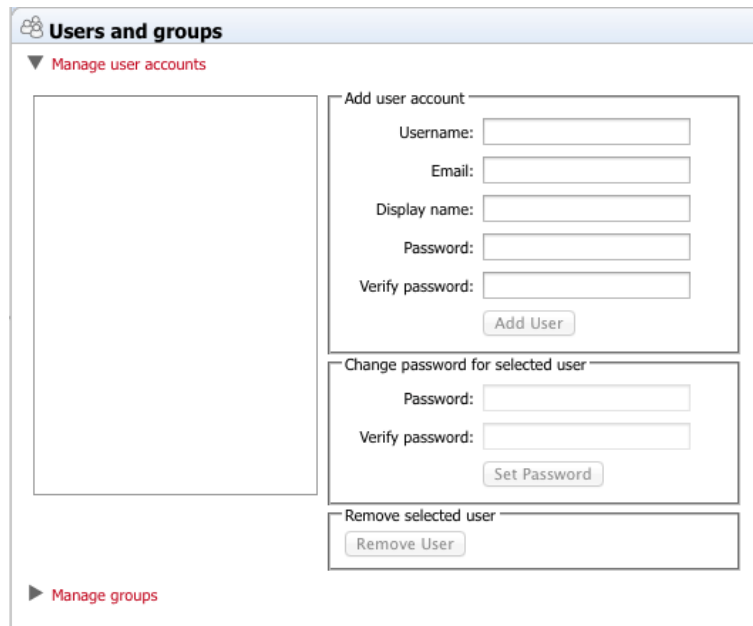 Users and groups
Manage user accounts
Add user account
Username:
Email:
Display name:
Password:
Verify password:
Add User
Change password for selected user
Password:
Verify password:
Set Password
Remove selected user
Remove User
Manage groups